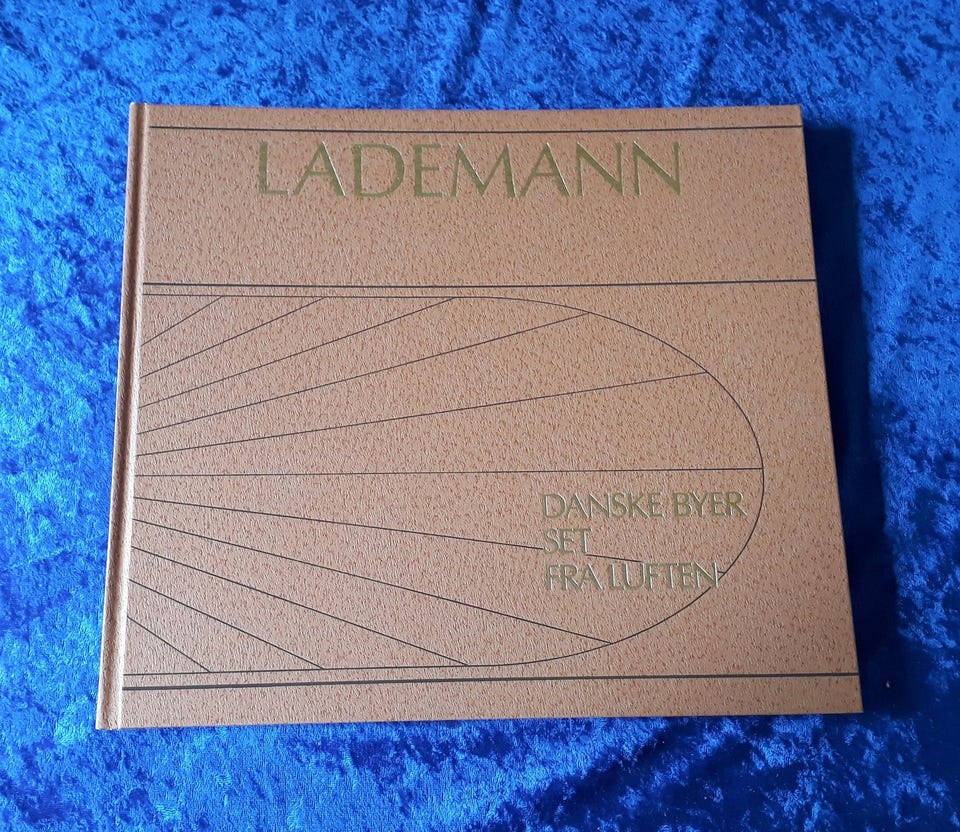 LADEMANN
DANSKE BYER
SET
FRA LUFTEN